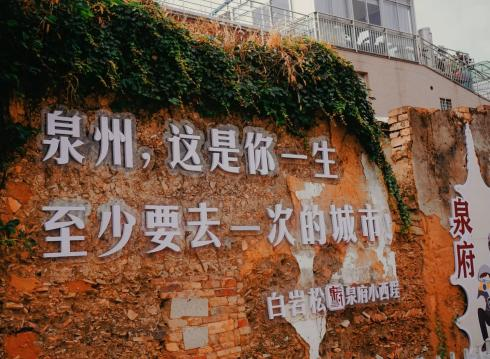 泉州，这是你一生
至少要去一次的城市
白岩松 泉府小西埕
泉府